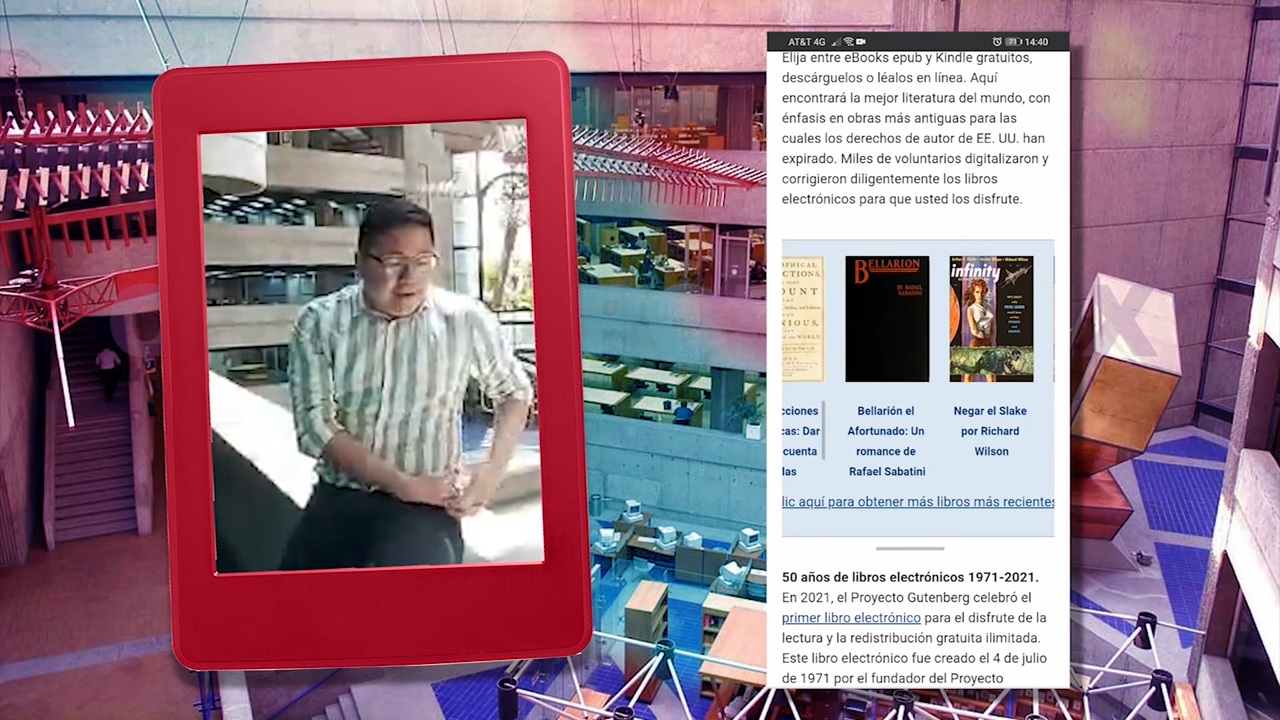 AT&T 4G 14:40
Elija entre eBooks epub y Kindle gratuitos,
descárguelos o léalos en línea. Aquí
encontrará la mejor literatura del mundo, con
énfasis en obras más antiguas para las
cuales los derechos de autor de EE. UU. han
expirado. Miles de voluntarios digitalizaron y
corrigieron diligentemente los libros
electrónicos para que usted los disfrute.
BELLARION
BY RAFAEL
SABATINI
infinity
cciones
cas: Dar
cuenta
las
Bellarión el
Afortunado: Un
romance de
Rafael Sabatini
Negar el Slake
por Richard
Wilson
lic aquí para obtener más libros más recientes
50 años de libros electrónicos 1971-2021.
En 2021, el Proyecto Gutenberg celebró el
primer libro electrónico para el disfrute de la
lectura y la redistribución gratuita ilimitada.
Este libro electrónico fue creado el 4 de julio
de 1971 por el fundador del Proyecto